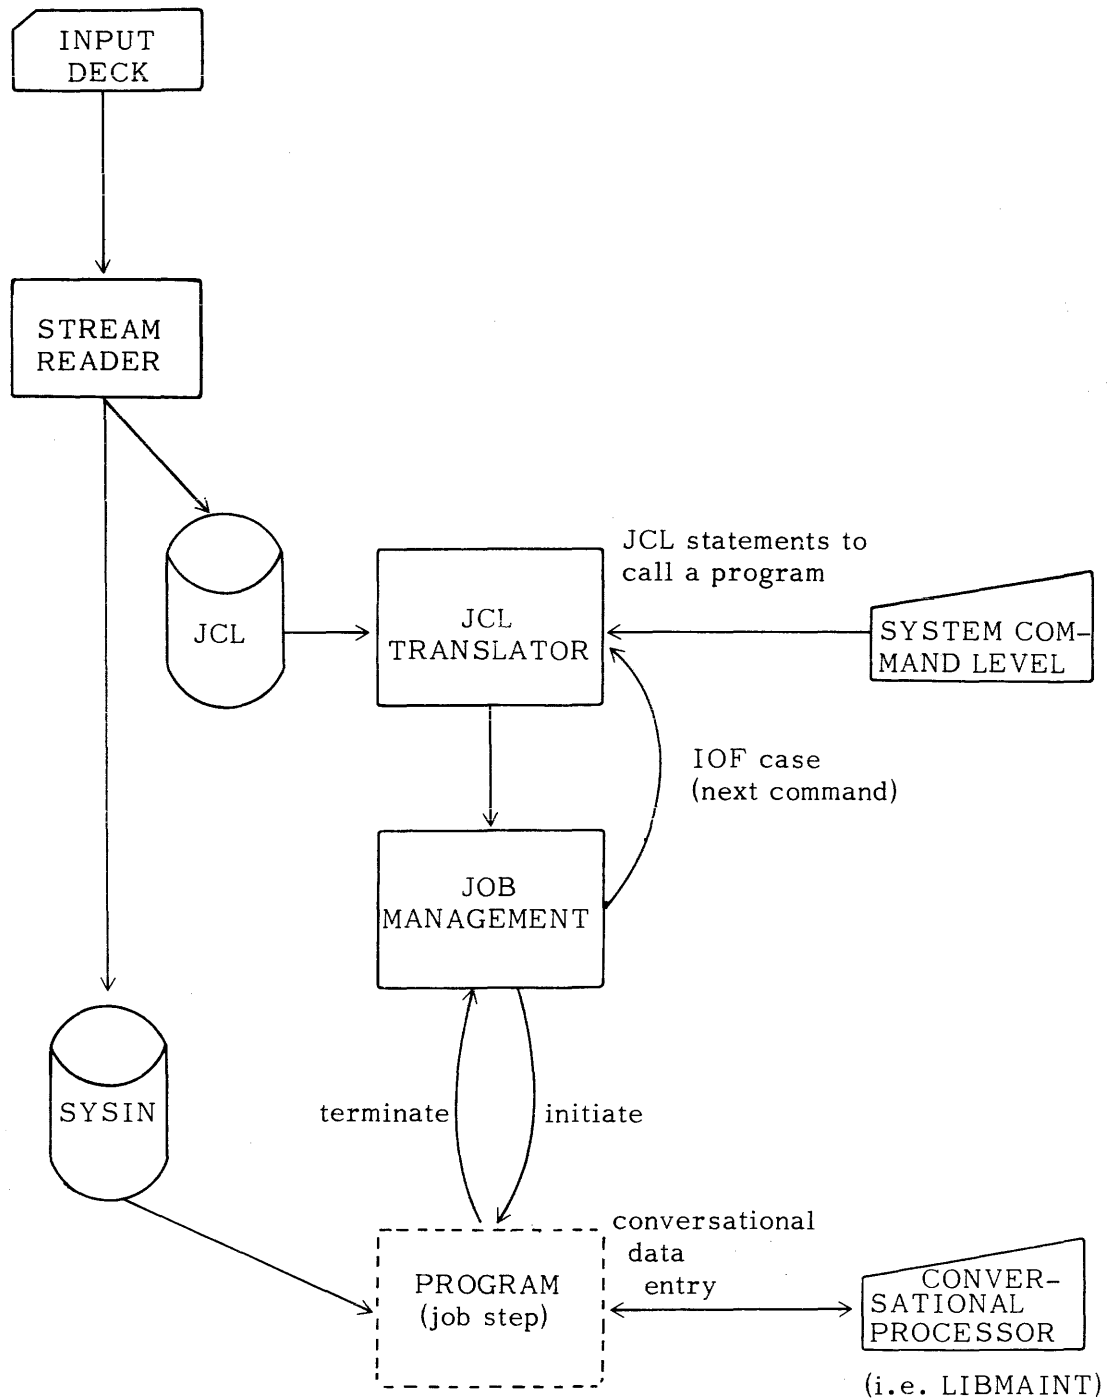 INPUT
DECK
STREAM
READER
JCL
JCL
TRANSLATOR
JCL statements to
call a program
SYSTEM COM-
MAND LEVEL
IOF case
(next command)
JOB
MANAGEMENT
SYSIN
terminate
initiate
PROGRAM
(job step)
conversational
data
entry
CONVER-
SATIONAL
PROCESSOR
(i.e. LIBMAINT)